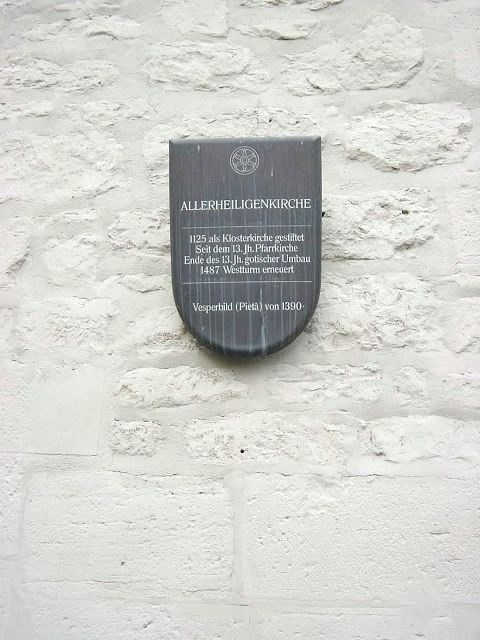 ALLERHEILIGENKIRCHE
1125 als Klosterkirche gestiftet
Seit dem 13. Jh. Pfarrkirche
Ende des 13. Jh. gotischer Umbau
1487 Westturm erneuert
Vesperbild (Pietà) von 1390